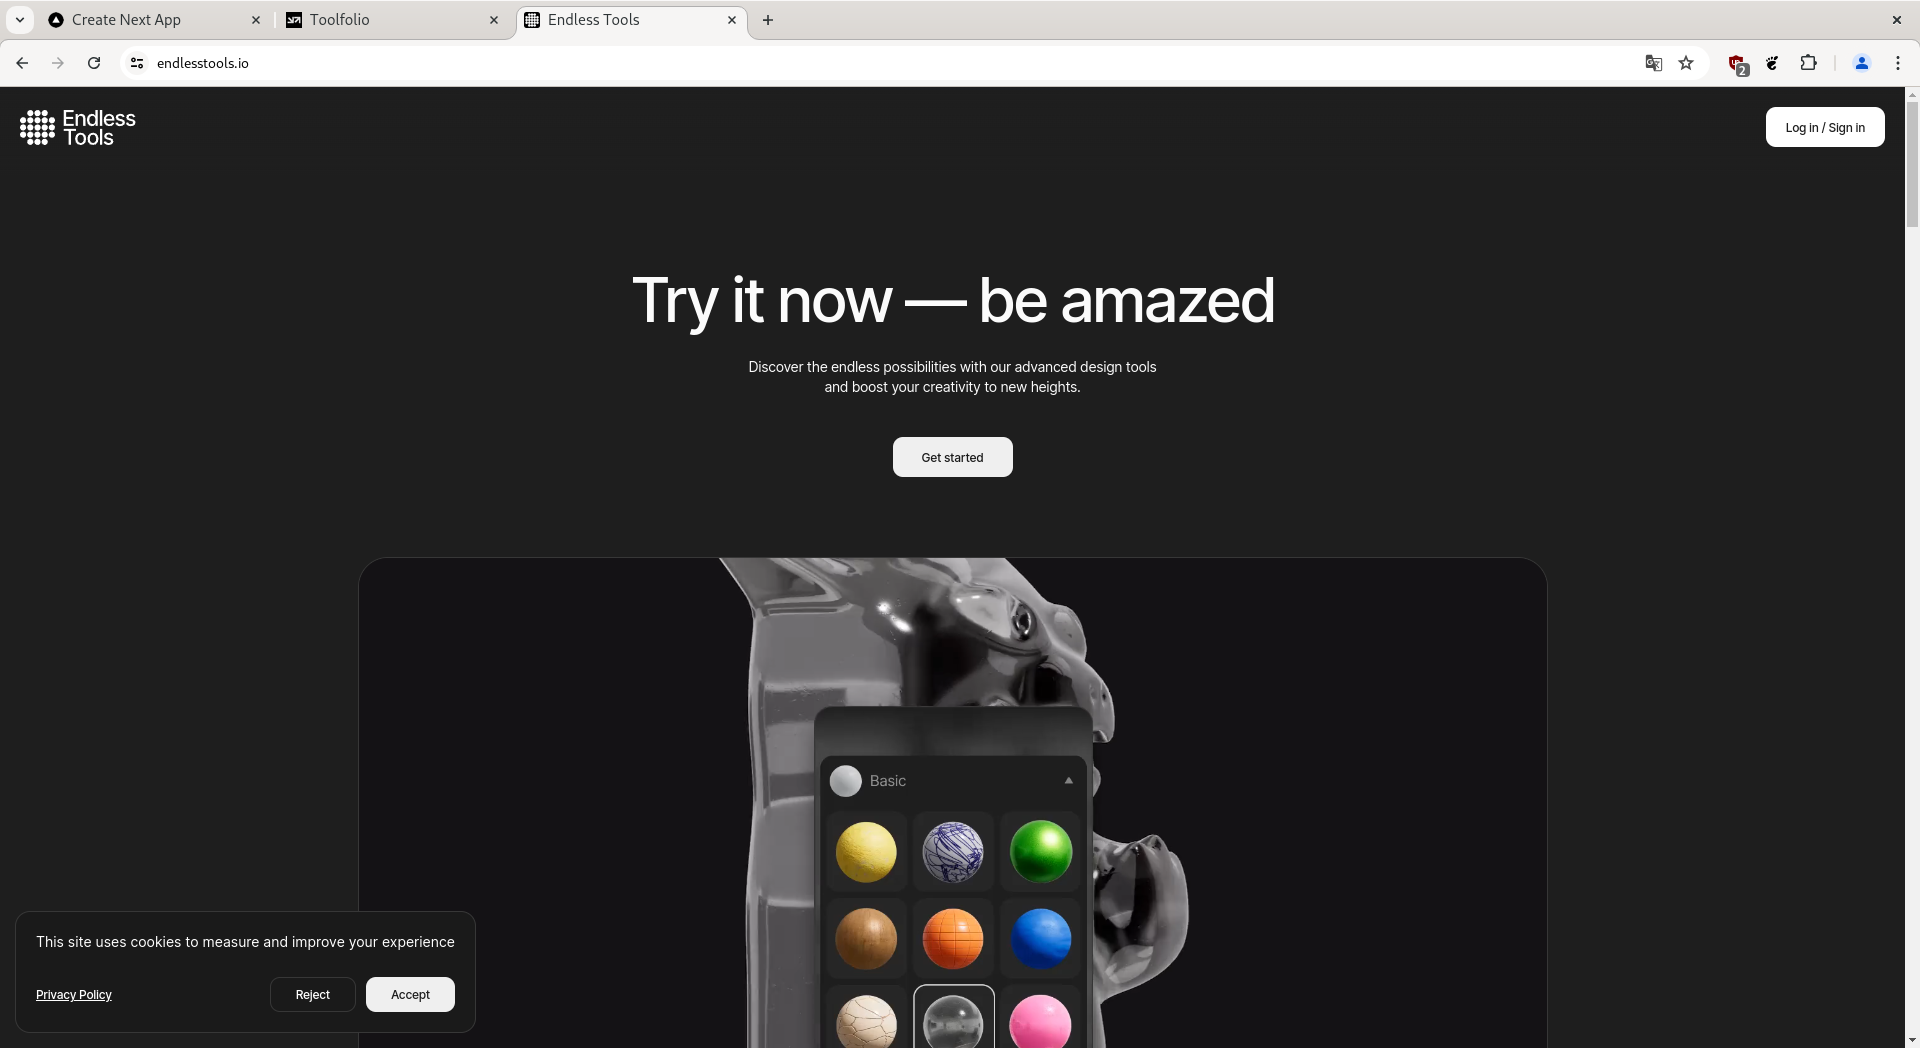 Create Next App
Toolfolio
Endless Tools
endlesstools.io
2
Endless
Tools
Log in / Sign in
Try it now — be amazed
Discover the endless possibilities with our advanced design tools
and boost your creativity to new heights.
Get started
Basic
This site uses cookies to measure and improve your experience
Privacy Policy
Reject
Accept